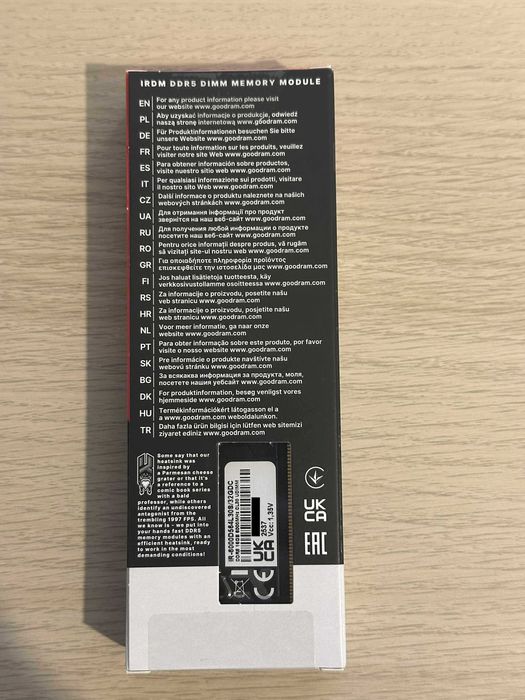 IRDM DDR5 DIMM MEMORY MODULE
EN For any product information please visit
our website www.goodram.com
PL Aby uzyskać informacje o produkcje, odwiedź
naszą stronę internetową www.goodram.com
DE Für Produktinformationen besuchen Sie bitte
unsere Website www.goodram.com
FR Pour toute information sur les produits, veuillez
visiter notre site Web www.goodram.com
ES Para obtener información sobre productos,
visite nuestro sitio web www.goodram.com
IT Per qualsiasi informazione sui prodotti, visitare
il nostro sito Web www.goodram.com
CZ Další informace o produktu naleznete na našich
webových stránkách www.goodram.com
UA Для отримання інформації про продукт
зверніться на наш веб-сайт www.goodram.com
RU Для получения любой информации о продукте
посетите наш веб-сайт www.goodram.com
RO Pentru orice informații despre produs, vă rugăm
să vizitați site-ul nostru web www.goodram.com
GR Για οποιαδήποτε πληροφορία προϊόντος
επισκεφθείτε την ιστοσελίδα μας www.goodram.com
FI Jos haluat lisätietoja tuotteesta, käy
verkkosivustollamme osoitteessa www.goodram.com
RS Za informacije o proizvodu, posetite našu
veb stranicu www.goodram.com
HR Za informacije o proizvodu, posjetite našu
web stranicu www.goodram.com
NL Voor meer informatie, ga naar onze
website www.goodram.com
PT Para obter informação sobre este produto, por favor
visite o nosso website www.goodram.com
SK Pre informácie o produkte navštívte našu
webovú stránku www.goodram.com
BG За всякаква информация за продукта, моля,
посетете нашия уебсайт www.goodram.com
DK For produktinformation, besøg venligst vores
hjemmeside www.goodram.com
HU Termékinformációkért látogasson el a
a www.goodram.com weboldalunkon.
TR Daha fazla ürün bilgisi için lütfen web sitemizi
ziyaret ediniz www.goodram.com
Some say that our
heatsink was
inspired by
a Parmesan cheese
grater or that it's
a reference to a
comic book series
with a bald
professor, while others
identify an undiscovered
antagonist from the
trembling 1997 FPS. All
we know is - we put into
your hands fast DDR5
memory modules with an
efficient heatsink, ready
to work in the most
demanding conditions!
IR-6000D564L30S/32GDC
2537
Vcc: 1.35V
UK
CA
CE
UK
CA
EAC